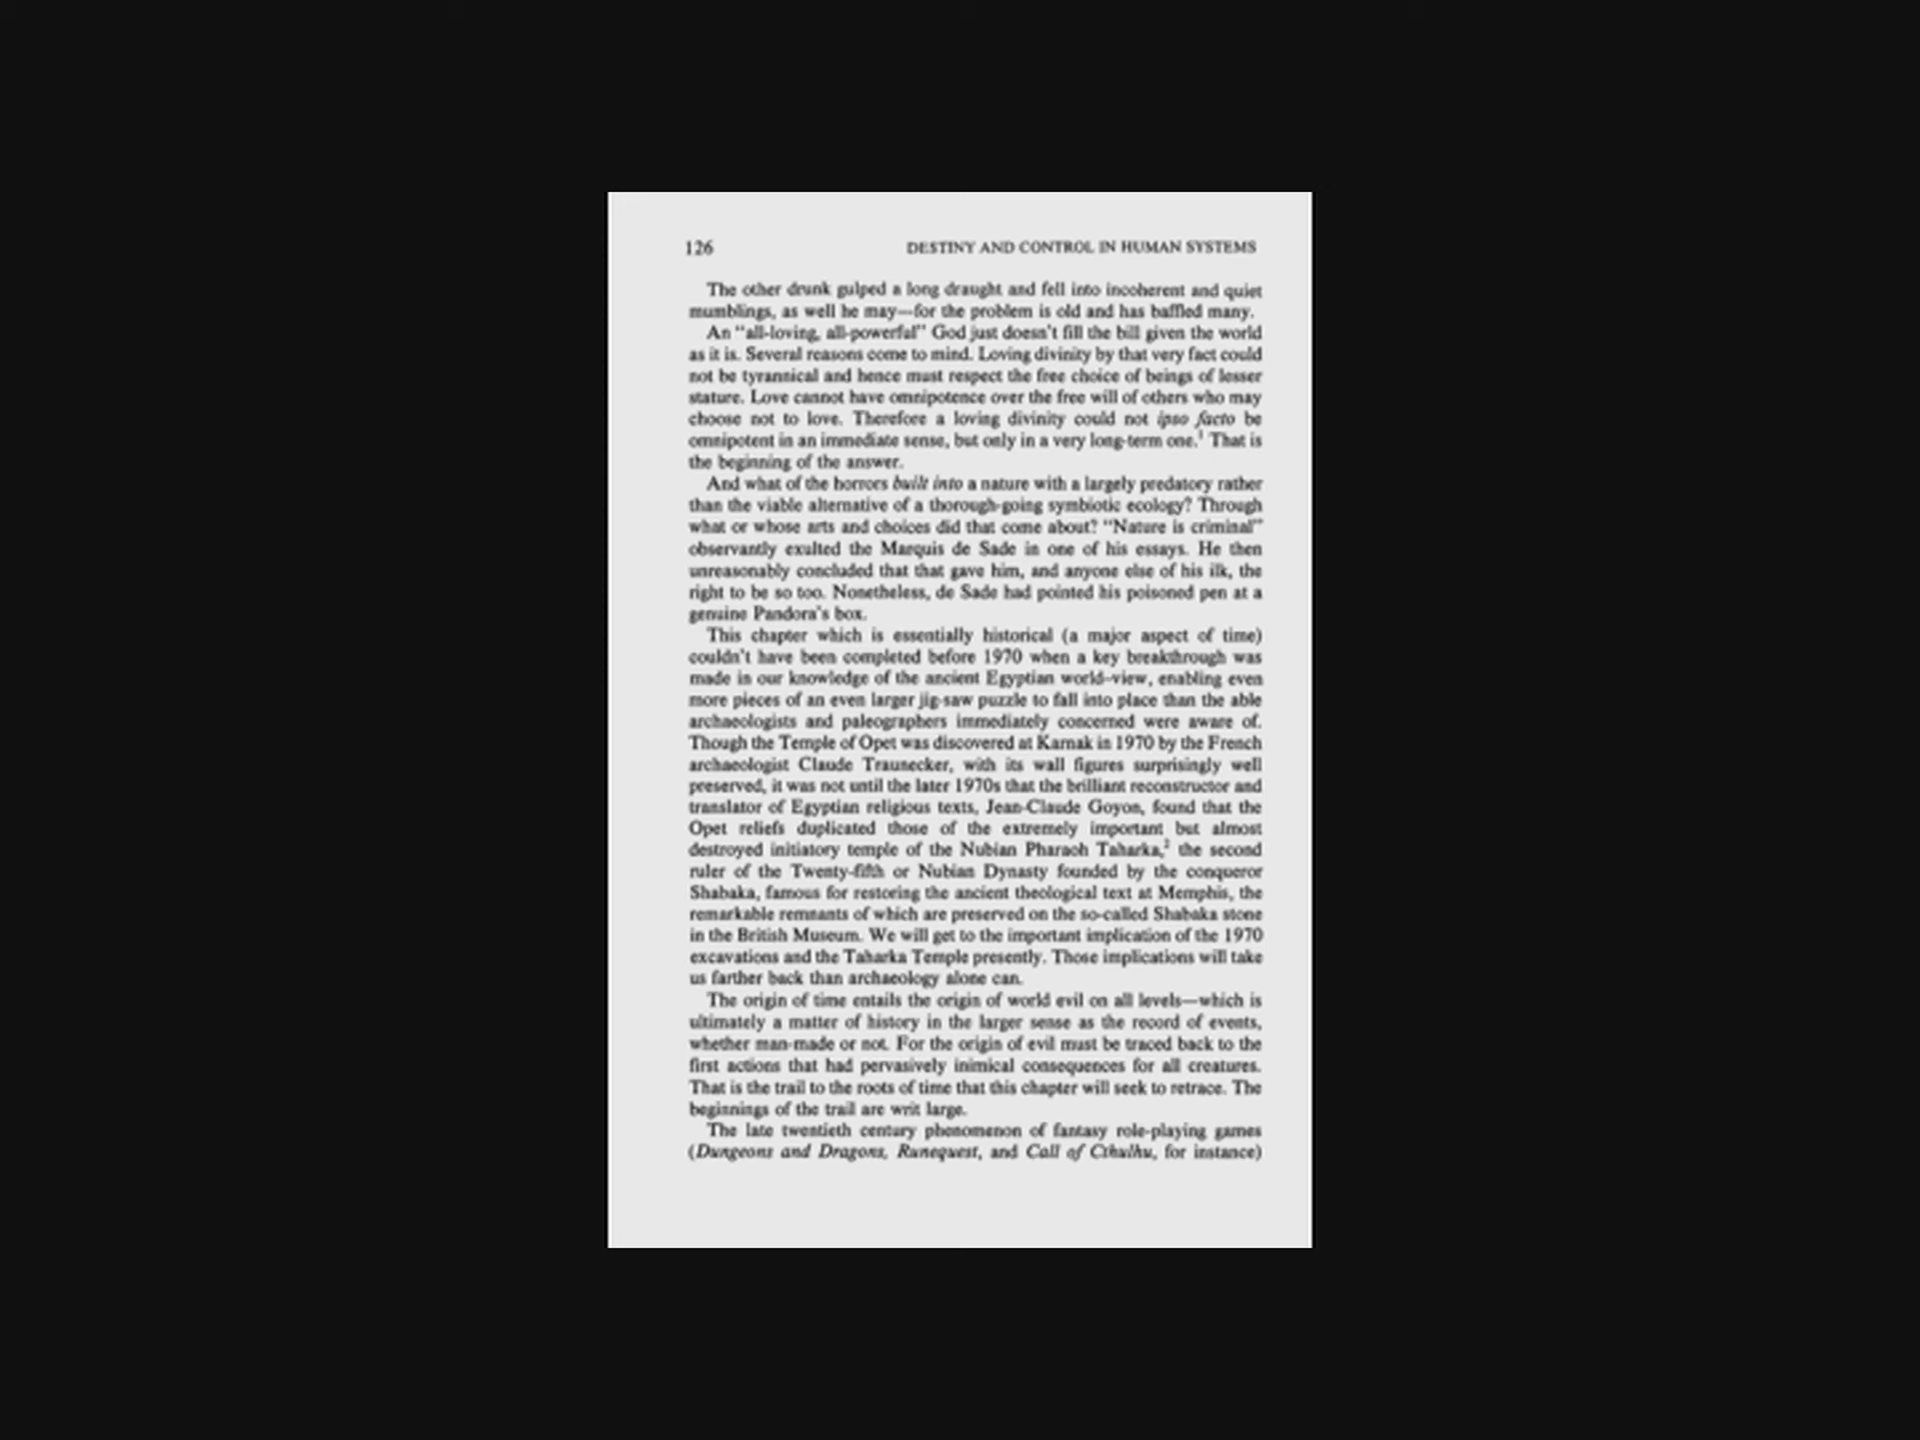 126 DESTINY AND CONTROL IN HUMAN SYSTEMS
The other drunk gulped a long draught and fell into incoherent and quiet
mumblings, as well he may—for the problem is old and has baffled many.
An “all-loving, all-powerful” God just doesn't fill the bill given the world
as it is. Several reasons come to mind. Loving divinity by that very fact could
not be tyrannical and hence must respect the free choice of beings of lesser
stature. Love cannot have omnipotence over the free will of others who may
choose not to love. Therefore a loving divinity could not ipso facto be
omnipotent in an immediate sense, but only in a very long-term one.¹ That is
the beginning of the answer.
And what of the horrors built into a nature with a largely predatory rather
than the viable alternative of a thorough-going symbiotic ecology? Through
what or whose arts and choices did that come about? “Nature is criminal”
observantly exulted the Marquis de Sade in one of his essays. He then
unreasonably concluded that that gave him, and anyone else of his ilk, the
right to be so too. Nonetheless, de Sade had pointed his poisoned pen at a
genuine Pandora's box.
This chapter which is essentially historical (a major aspect of time)
couldn't have been completed before 1970 when a key breakthrough was
made in our knowledge of the ancient Egyptian world-view, enabling even
more pieces of an even larger jig-saw puzzle to fall into place than the able
archaeologists and paleographers immediately concerned were aware of.
Though the Temple of Opet was discovered at Karnak in 1970 by the French
archaeologist Claude Traunecker, with its wall figures surprisingly well
preserved, it was not until the later 1970s that the brilliant reconstructor and
translator of Egyptian religious texts, Jean-Claude Goyon, found that the
Opet reliefs duplicated those of the extremely important but almost
destroyed initiatory temple of the Nubian Pharaoh Taharka,² the second
ruler of the Twenty-fifth or Nubian Dynasty founded by the conqueror
Shabaka, famous for restoring the ancient theological text at Memphis, the
remarkable remnants of which are preserved on the so-called Shabaka stone
in the British Museum. We will get to the important implication of the 1970
excavations and the Taharka Temple presently. Those implications will take
us farther back than archaeology alone can.
The origin of time entails the origin of world evil on all levels—which is
ultimately a matter of history in the larger sense as the record of events,
whether man-made or not. For the origin of evil must be traced back to the
first actions that had pervasively inimical consequences for all creatures.
That is the trail to the roots of time that this chapter will seek to retrace. The
beginnings of the trail are writ large.
The late twentieth century phenomenon of fantasy role-playing games
(Dungeons and Dragons, Runequest, and Call of Cthulhu, for instance)